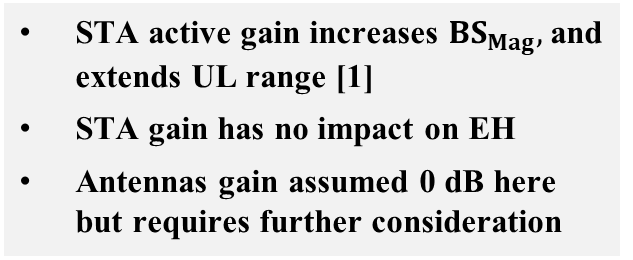 • STA active gain increases BS_Mag, and
extends UL range [1]
• STA gain has no impact on EH
• Antennas gain assumed 0 dB here
but requires further consideration